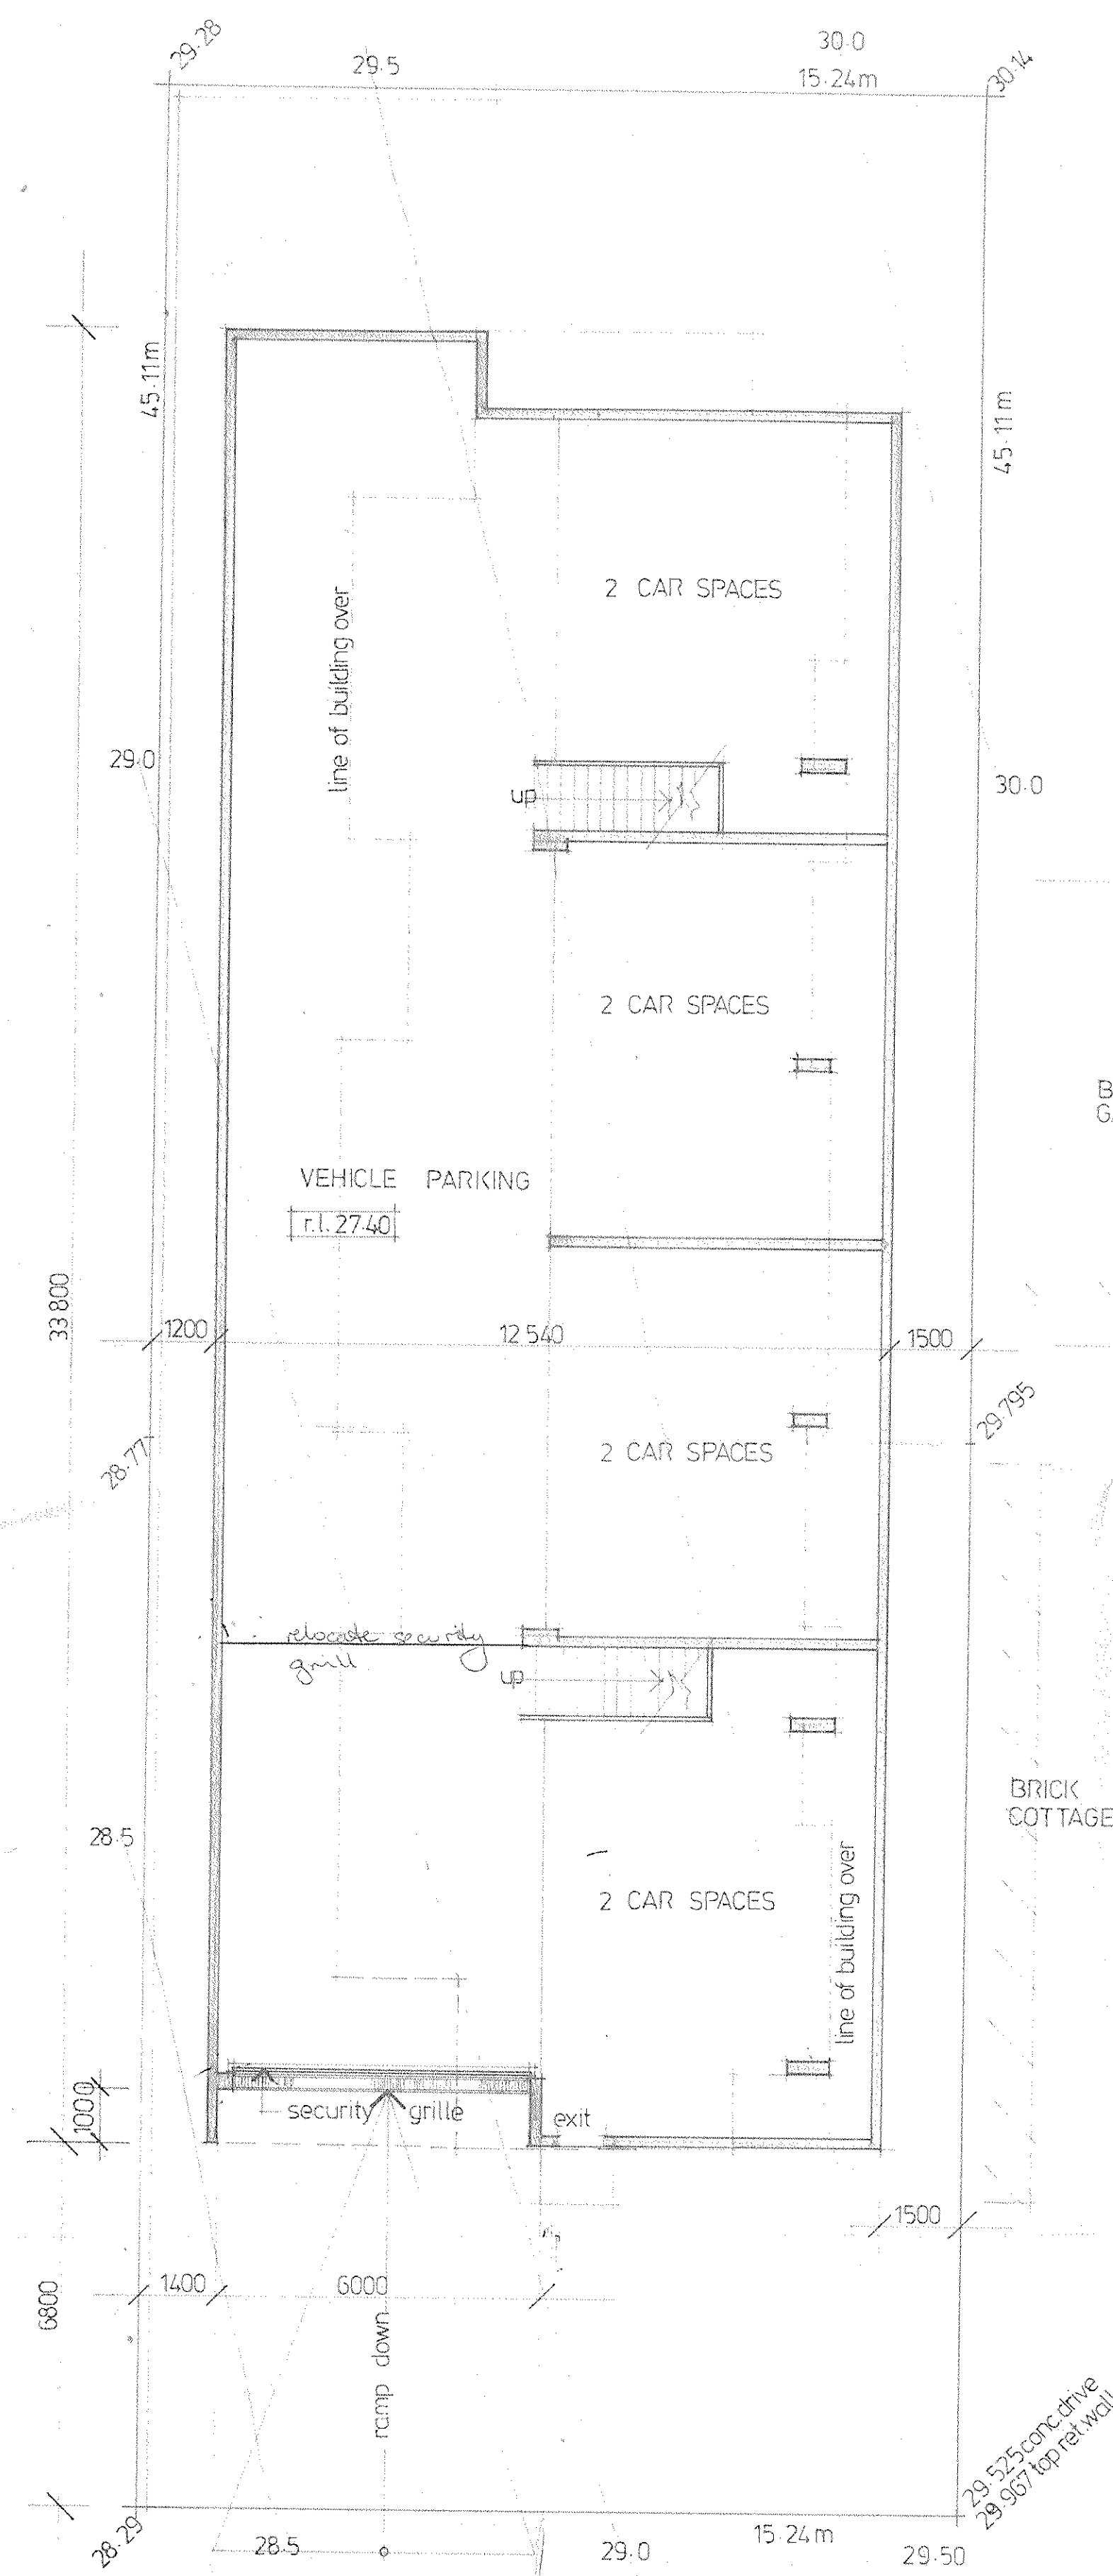 29.28
29.5
30.0
15.24m
30.14
45.11m
45.11m
2 CAR SPACES
line of building over
29.0
up
30.0
2 CAR SPACES
B
G
VEHICLE PARKING
r.l. 27.40
33 800
1200
12 540
1500
29.795
28.77
2 CAR SPACES
relocate security
grill
up
BRICK
COTTAGE
28.5
2 CAR SPACES
line of building over
1000
security grille
exit
1500
1400
6000
6800
ramp down
29.525 conc. drive
29.967 top ret. wall
28.29
28.5
29.0
15.24m
29.50